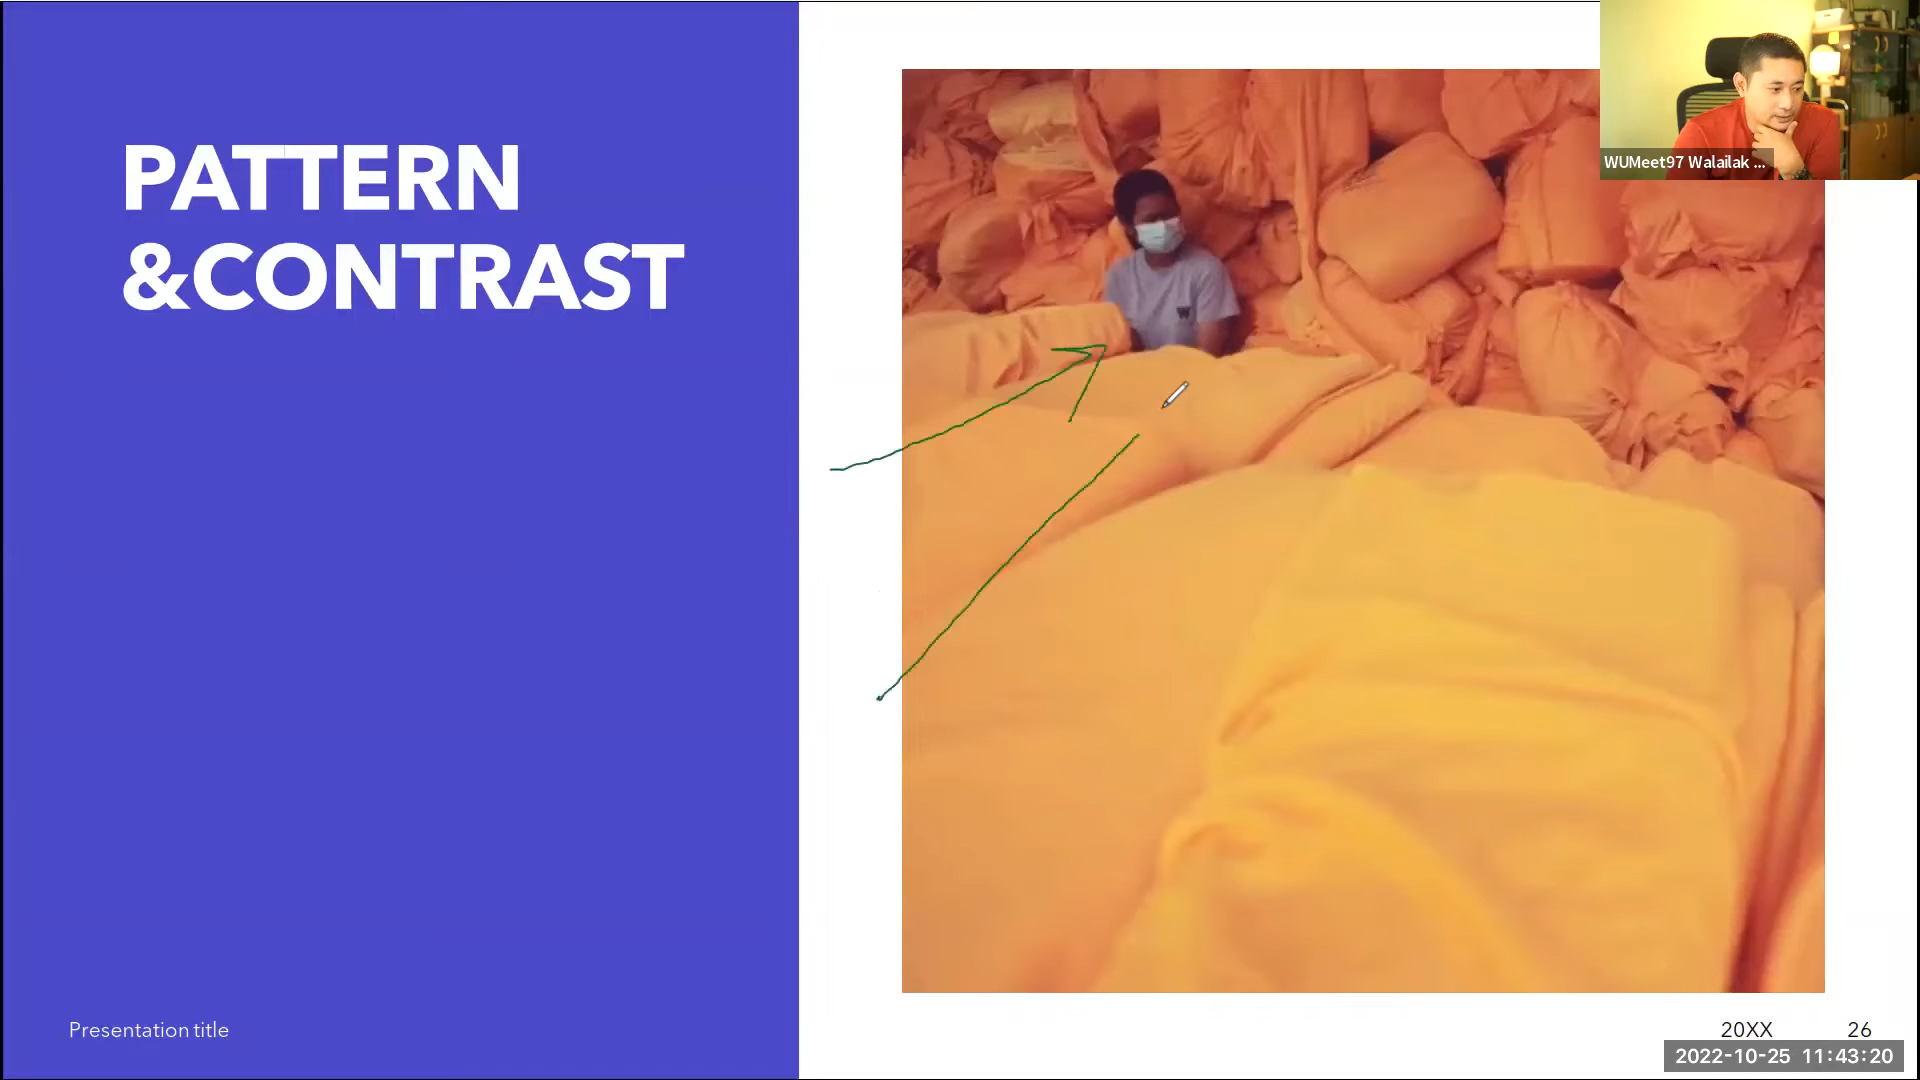 PATTERN
&CONTRAST
WUMeet97 Walailak ...
W
Presentation title
20XX
26
2022-10-25 11:43:20